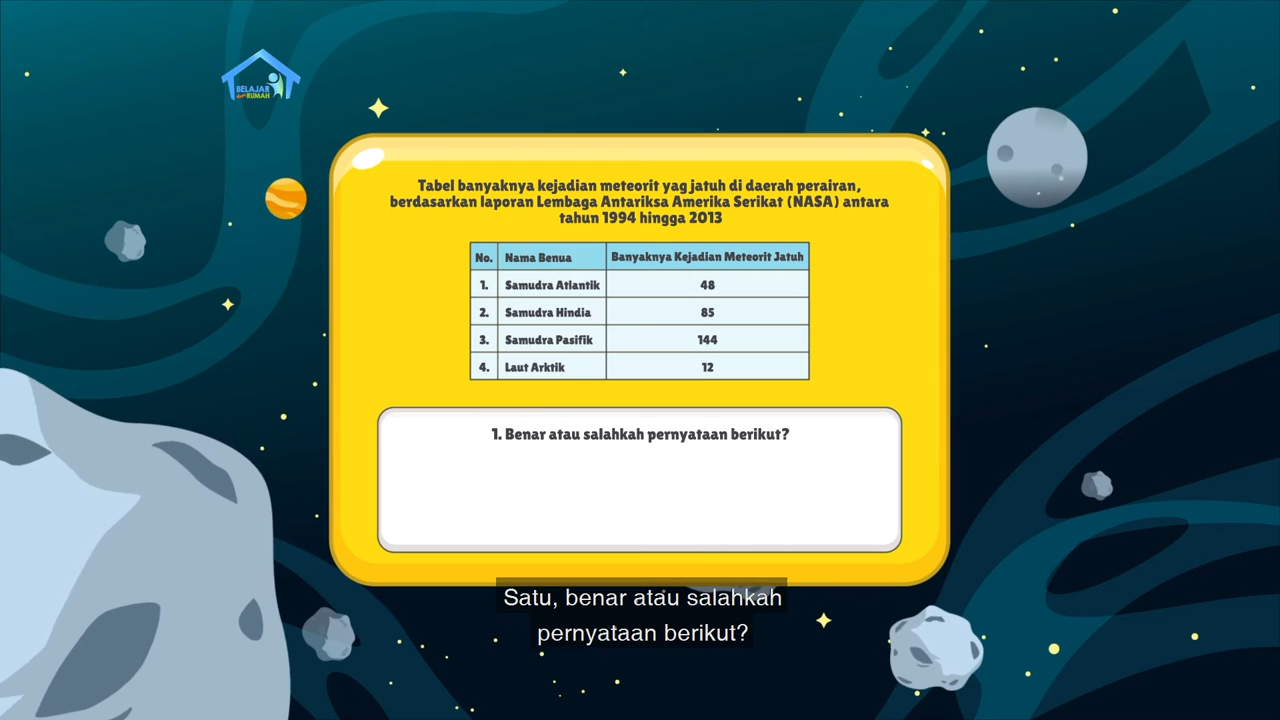 BELAJAR
dari RUMAH
Tabel banyaknya kejadian meteorit yag jatuh di daerah perairan,
berdasarkan laporan Lembaga Antariksa Amerika Serikat (NASA) antara
tahun 1994 hingga 2013
No. Nama Benua Banyaknya Kejadian Meteorit Jatuh
1. Samudra Atlantik 48
2. Samudra Hindia 85
3. Samudra Pasifik 144
4. Laut Arktik 12
1. Benar atau salahkah pernyataan berikut?
Satu, benar atau salahkah
pernyataan berikut?